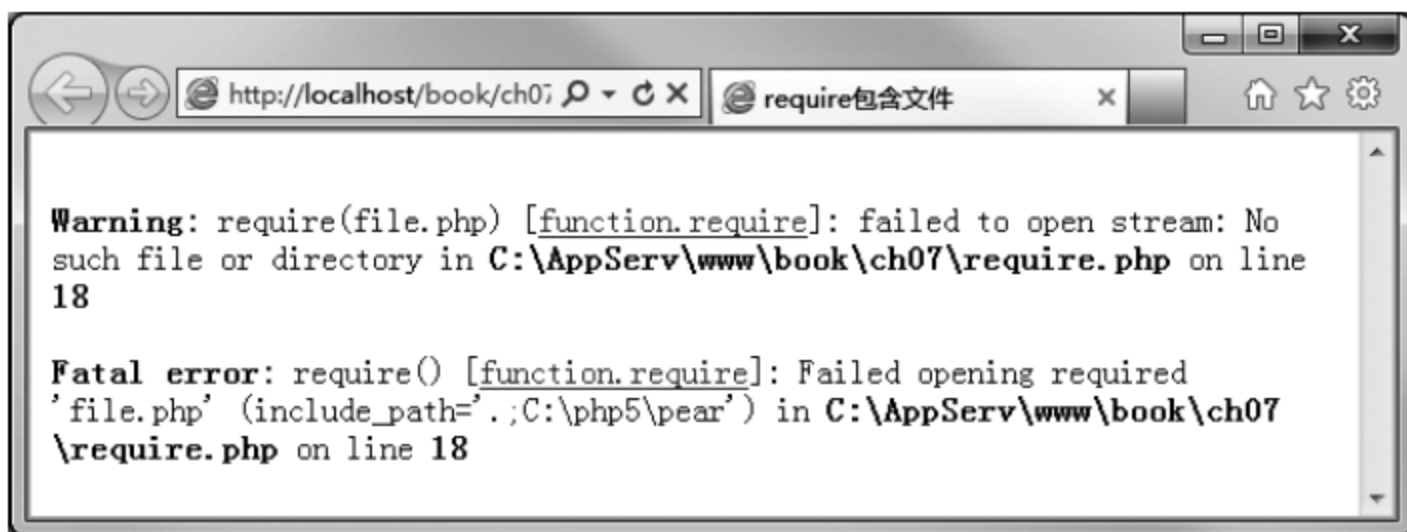 http://localhost/book/ch07
require包含文件
Warning: require(file.php) [function.require]: failed to open stream: No
such file or directory in C:\AppServ\www\book\ch07\require.php on line
18
Fatal error: require() [function.require]: Failed opening required
'file.php' (include_path='.;C:\php5\pear') in C:\AppServ\www\book\ch07
\require.php on line 18